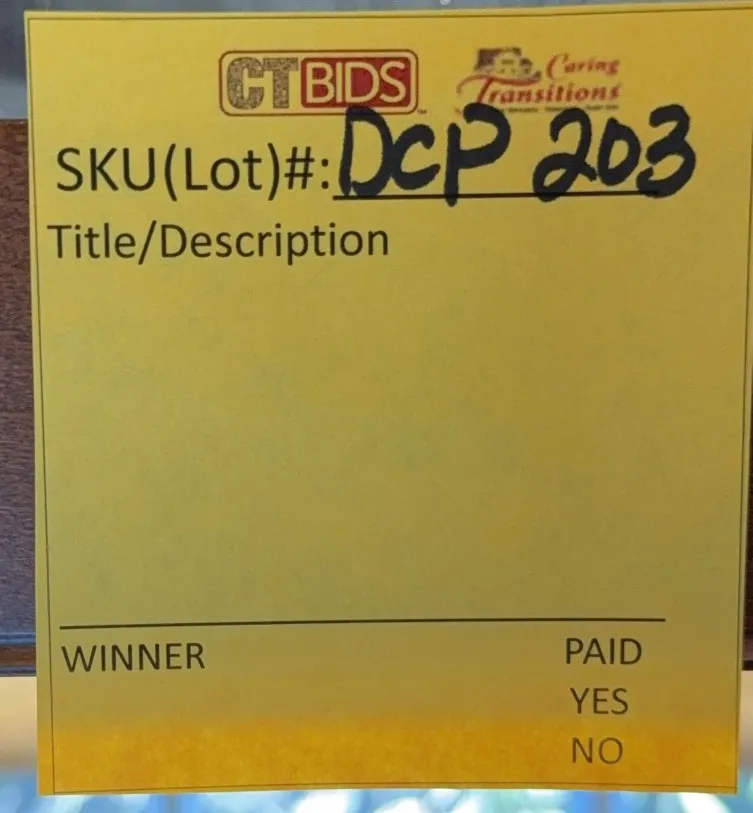 CTBIDS
Caring
Transitions
SKU(Lot)#: DCP 203
Title/Description
WINNER PAID
YES
NO